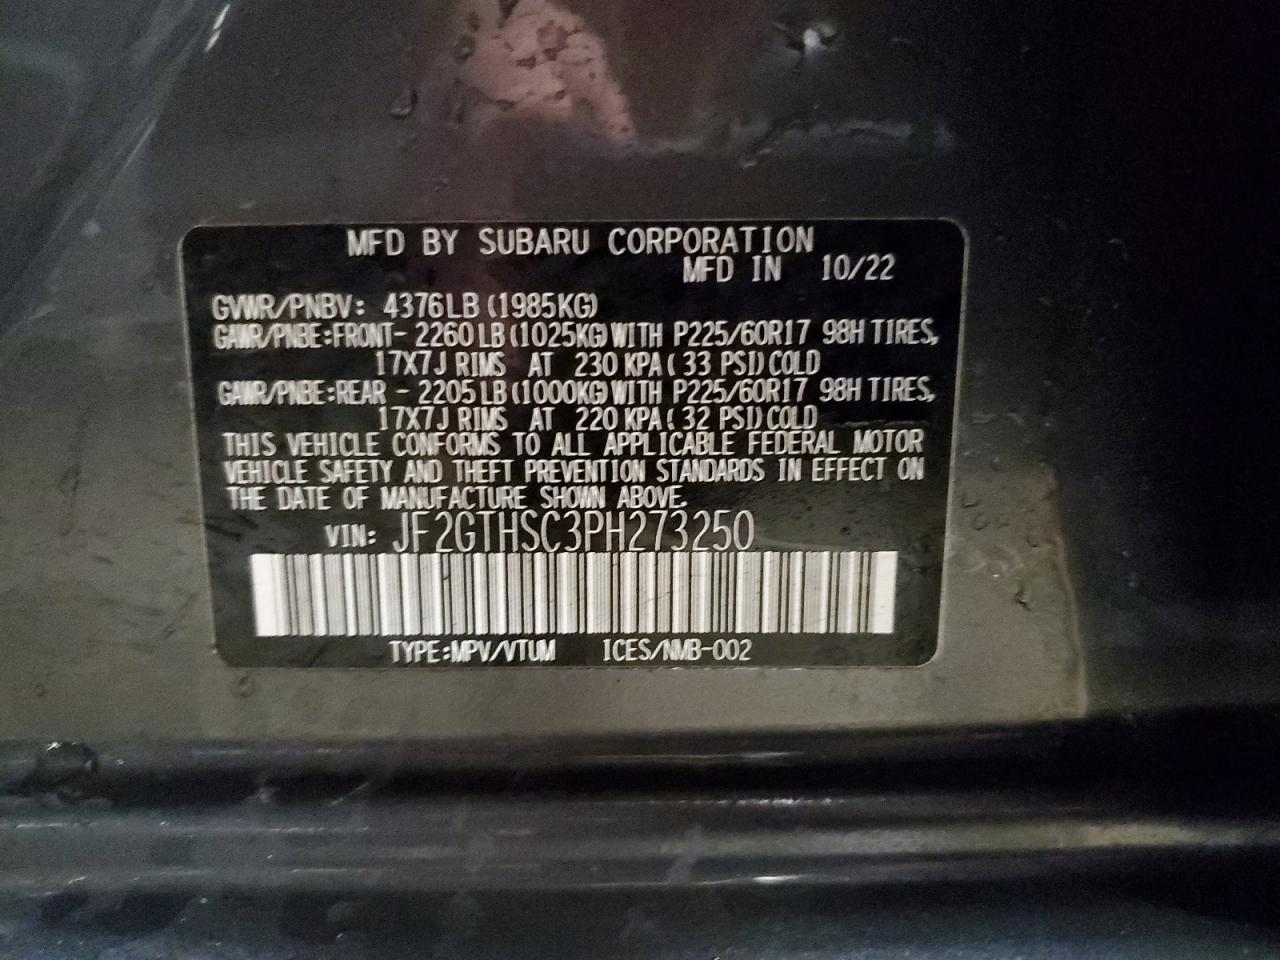 MFD BY SUBARU CORPORATION
MFD IN 10/22
GVWR/PNBV: 4376LB(1985KG)
GAWR/PNBE:FRONT- 2260LB(1025KG)WITH P225/60R17 98H TIRES,
17X7J RIMS AT 230 KPA(33 PSI)COLD
GAWR/PNBE:REAR - 2205LB(1000KG)WITH P225/60R17 98H TIRES,
17X7J RIMS AT 220 KPA(32 PSI)COLD
THIS VEHICLE CONFORMS TO ALL APPLICABLE FEDERAL MOTOR
VEHICLE SAFETY AND THEFT PREVENTION STANDARDS IN EFFECT ON
THE DATE OF MANUFACTURE SHOWN ABOVE.
VIN: JF2GTHSC3PH273250
TYPE:MPV/VTUM ICES/NMB-002